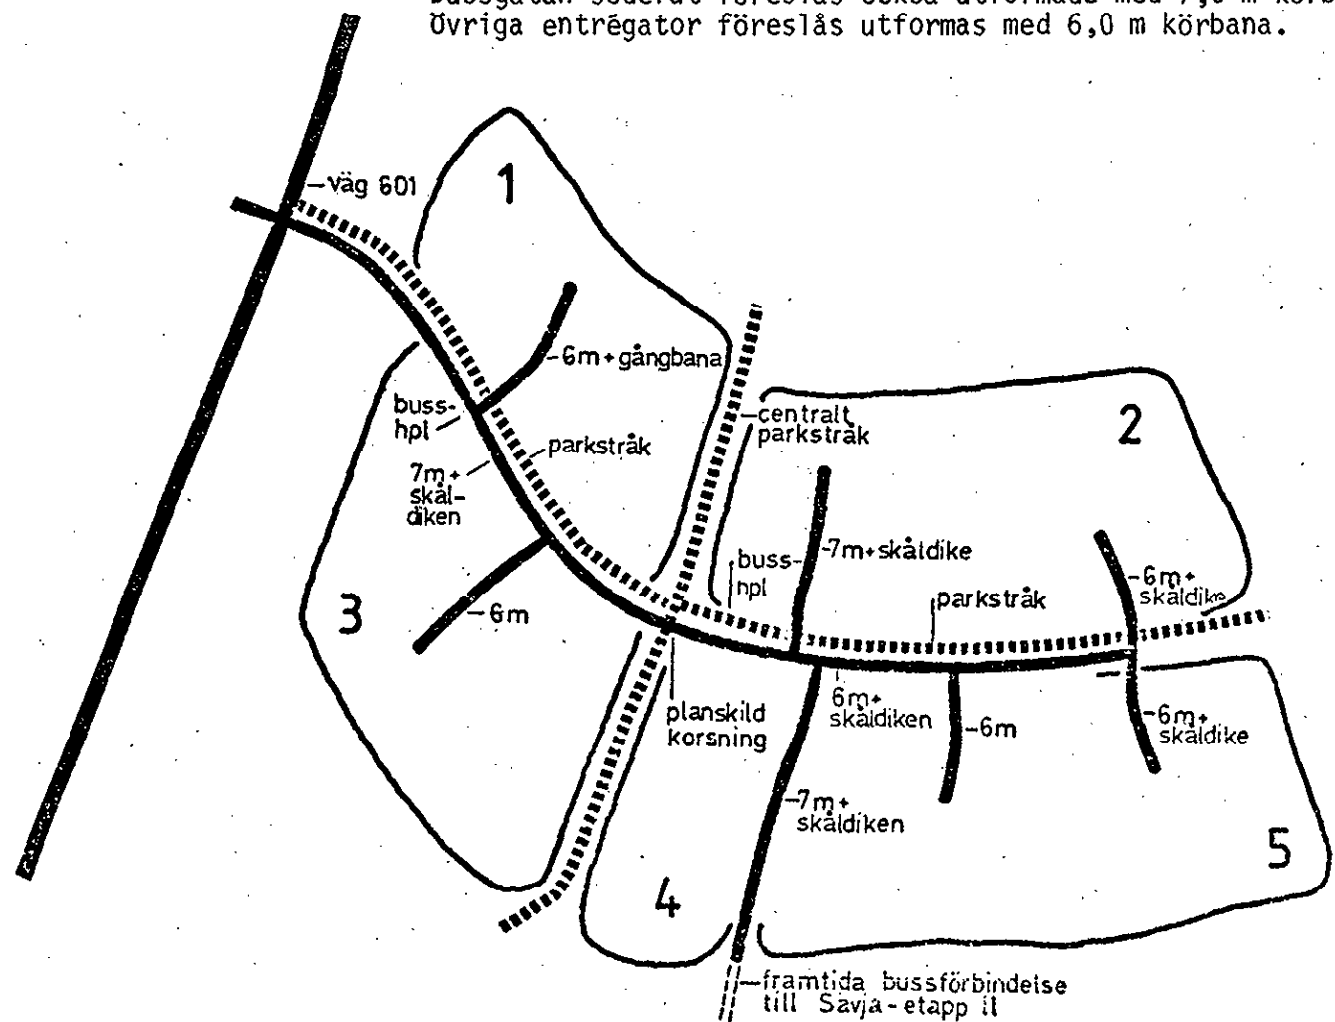 Övriga entrégator föreslås utformas med 6,0 m körbana.
väg 601
1
6m+gångbana
buss-
hpl
parkstråk
7m+
skål-
diken
centralt
parkstråk
2
3
6m
buss-
hpl
7m+skåldike
parkstråk
6m+
skåldike
planskild
korsning
6m+
skåldiken
6m
6m+
skåldike
7m+
skåldiken
4
5
framtida bussförbindelse
till Sävja-etapp II